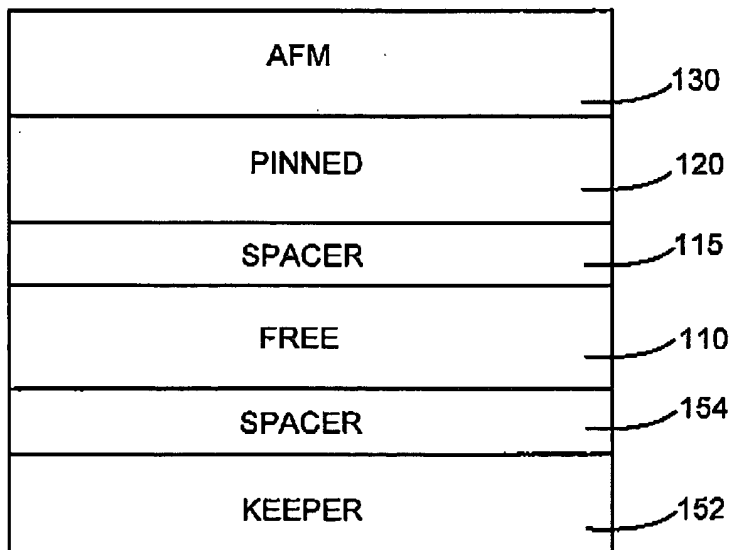 AFM
130
PINNED
120
SPACER
115
FREE
110
SPACER
154
KEEPER
152